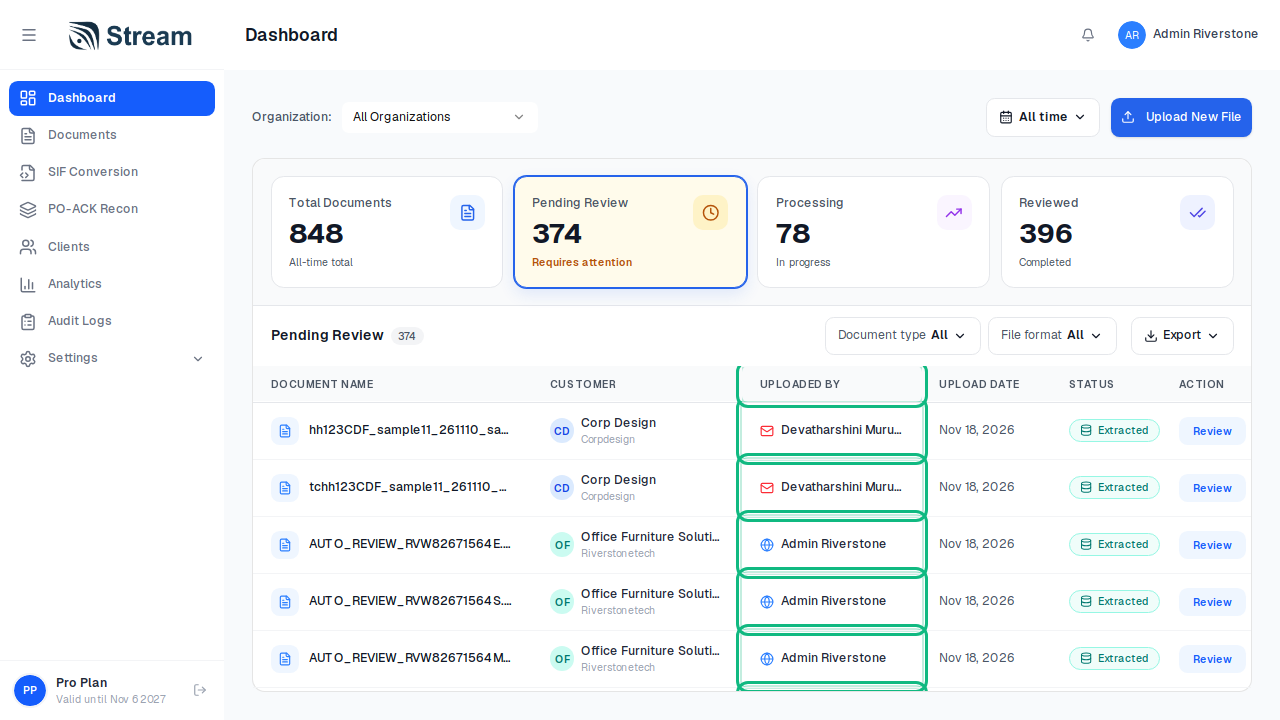 Stream
Dashboard
AR
Admin Riverstone
Dashboard
Documents
SIF Conversion
PO-ACK Recon
Clients
Analytics
Audit Logs
Settings
PP
Pro Plan
Valid until Nov 6 2027
Organization:
All Organizations
All time
Upload New File
Total Documents
848
All-time total
Pending Review
374
Requires attention
Processing
78
In progress
Reviewed
396
Completed
Pending Review 374
Document type All
File format All
Export
DOCUMENT NAME CUSTOMER UPLOADED BY UPLOAD DATE STATUS ACTION
hh123CDF_sample11_261110_sa... CD Corp Design Devatharshini Muru... Nov 18, 2026 Extracted Review
Corpdesign
tchh123CDF_sample11_261110_... CD Corp Design Devatharshini Muru... Nov 18, 2026 Extracted Review
Corpdesign
AUTO_REVIEW_RVW82671564E... OF Office Furniture Soluti... Admin Riverstone Nov 18, 2026 Extracted Review
Riverstonetech
AUTO_REVIEW_RVW82671564S... OF Office Furniture Soluti... Admin Riverstone Nov 18, 2026 Extracted Review
Riverstonetech
AUTO_REVIEW_RVW82671564M... OF Office Furniture Soluti... Admin Riverstone Nov 18, 2026 Extracted Review
Riverstonetech